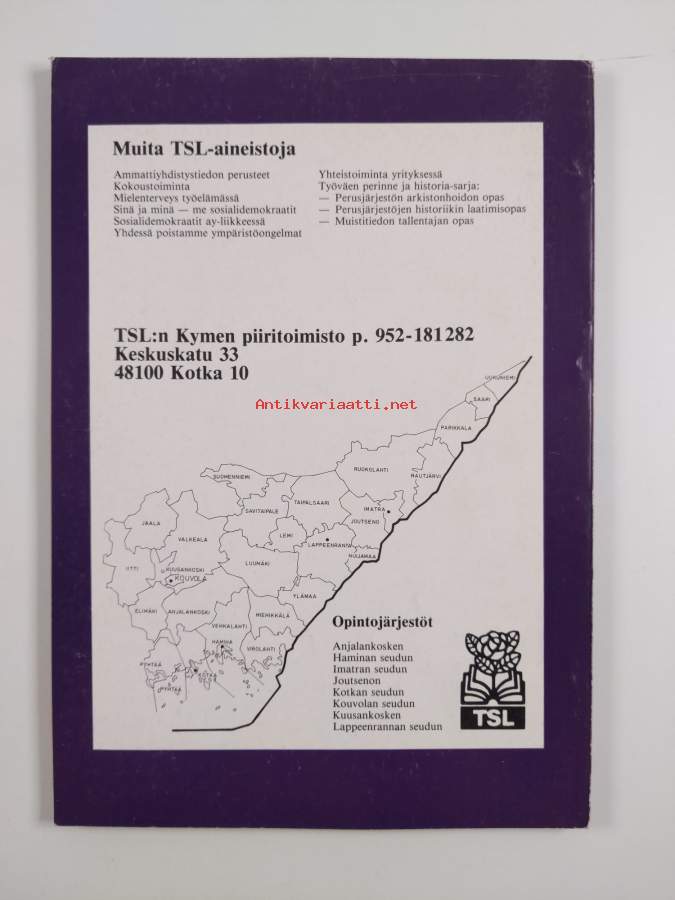 Muita TSL-aineistoja
Ammattiyhdistystiedon perusteet
Kokoustoiminta
Mielenterveys työelämässä
Sinä ja minä — me sosialidemokraatit
Sosialidemokraatit ay-liikkeessä
Yhdessä poistamme ympäristöongelmat
Yhteistoiminta yrityksessä
Työväen perinne ja historia-sarja:
— Perusjärjestön arkistonhoidon opas
— Perusjärjestöjen historiikin laatimisopas
— Muistitiedon tallentajan opas
TSL:n Kymen piiritoimisto p. 952-181282
Keskuskatu 33
48100 Kotka 10
Antikvariaatti.net
UUKUNIEMI
SAARI
PARIKKALA
RUOKOLAHTI
RAUTJÄRVI
SUOMENNIEMI
TAIPALSAARI
SAVITAIPALE
IMATRA
JOUTSENO
JAALA
VALKEALA
LEMI
LAPPEENRANTA
NUIJAMAA
IITTI
KUUSANKOSKI
KOUVOLA
LUUMÄKI
YLÄMAA
ELIMÄKI
ANJALANKOSKI
MIEHIKKÄLÄ
VEHKALAHTI
HAMINA
VIROLAHTI
PYHTÄÄ
KOTKA
PYHTÄÄ
Opintojärjestöt
Anjalankosken
Haminan seudun
Imatran seudun
Joutsenon
Kotkan seudun
Kouvolan seudun
Kuusankosken
Lappeenrannan seudun
TSL